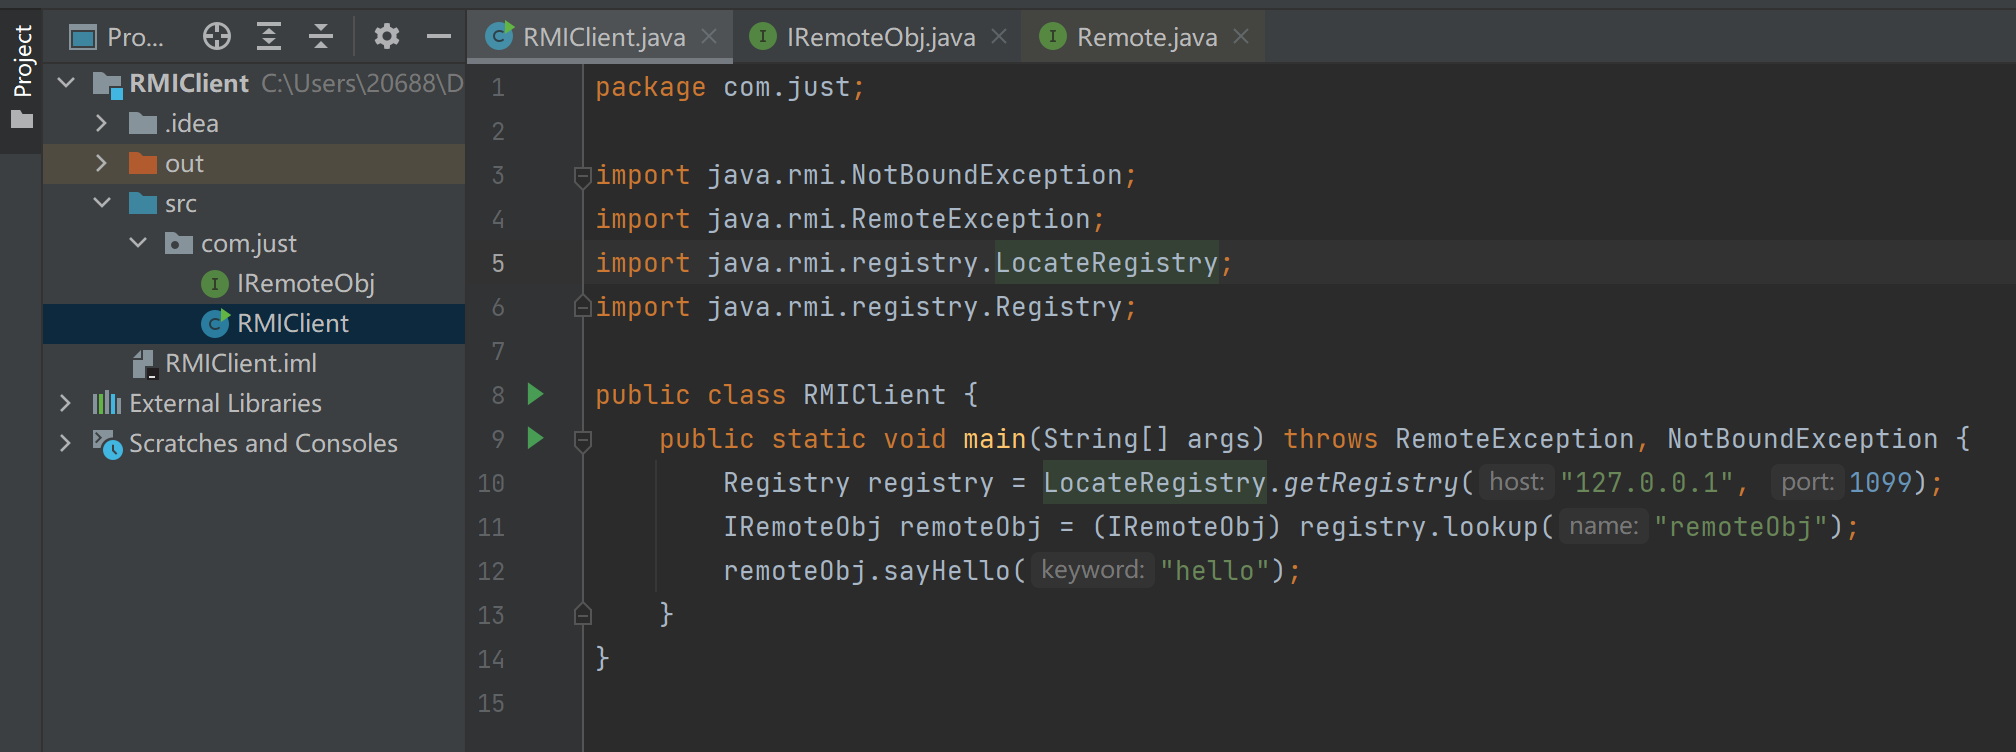 Project
Pro...
RMIClient C:\Users\20688\D
.idea
out
src
com.just
IRemoteObj
RMIClient
RMIClient.iml
External Libraries
Scratches and Consoles
RMIClient.java IRemoteObj.java Remote.java
1 package com.just;
2
3 import java.rmi.NotBoundException;
4 import java.rmi.RemoteException;
5 import java.rmi.registry.LocateRegistry;
6 import java.rmi.registry.Registry;
7
8 public class RMIClient {
9 public static void main(String[] args) throws RemoteException, NotBoundException {
10 Registry registry = LocateRegistry.getRegistry( host: "127.0.0.1", port: 1099);
11 IRemoteObj remoteObj = (IRemoteObj) registry.lookup( name: "remoteObj");
12 remoteObj.sayHello( keyword: "hello");
13 }
14 }
15